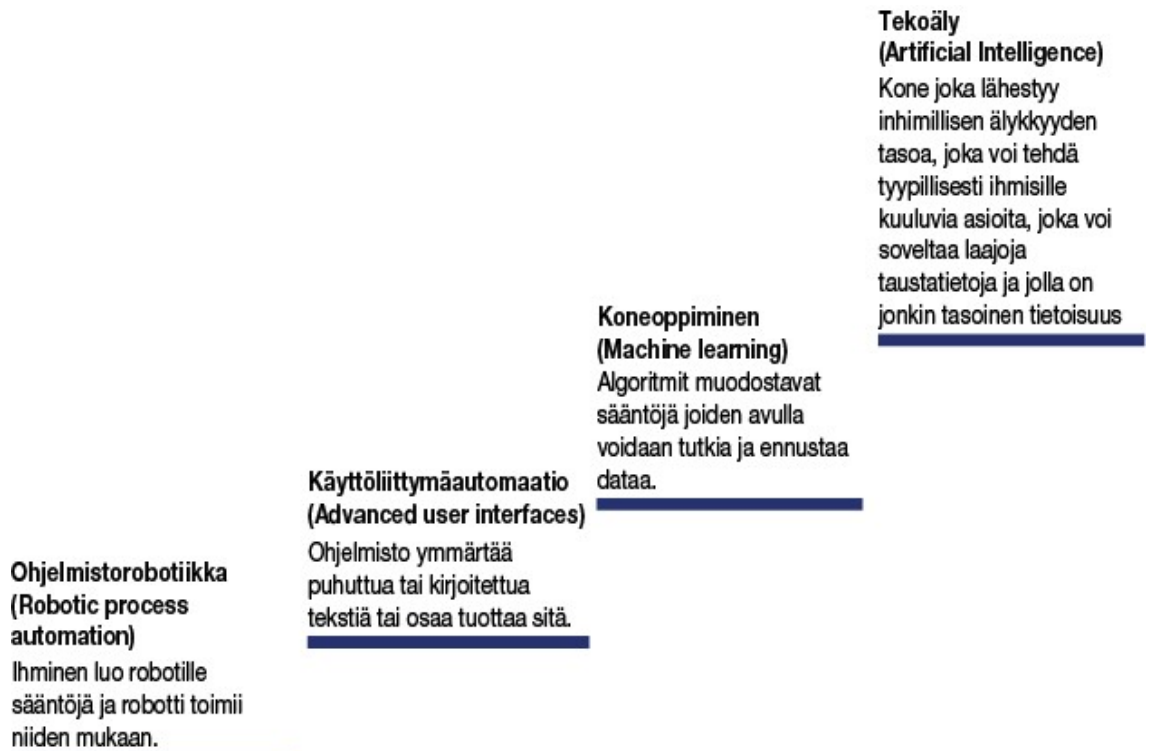 Tekoäly
(Artificial Intelligence)
Kone joka lähestyy
inhimillisen älykkyyden
tasoa, joka voi tehdä
tyypillisesti ihmisille
kuuluvia asioita, joka voi
soveltaa laajoja
taustatietoja ja jolla on
jonkin tasoinen tietoisuus
Koneoppiminen
(Machine learning)
Algoritmit muodostavat
sääntöjä joiden avulla
voidaan tutkia ja ennustaa
dataa.
Käyttöliittymäautomaatio
(Advanced user interfaces)
Ohjelmisto ymmärtää
puhuttua tai kirjoitettua
tekstiä tai osaa tuottaa sitä.
Ohjelmistorobotiikka
(Robotic process
automation)
Ihminen luo robotille
sääntöjä ja robotti toimii
niiden mukaan.